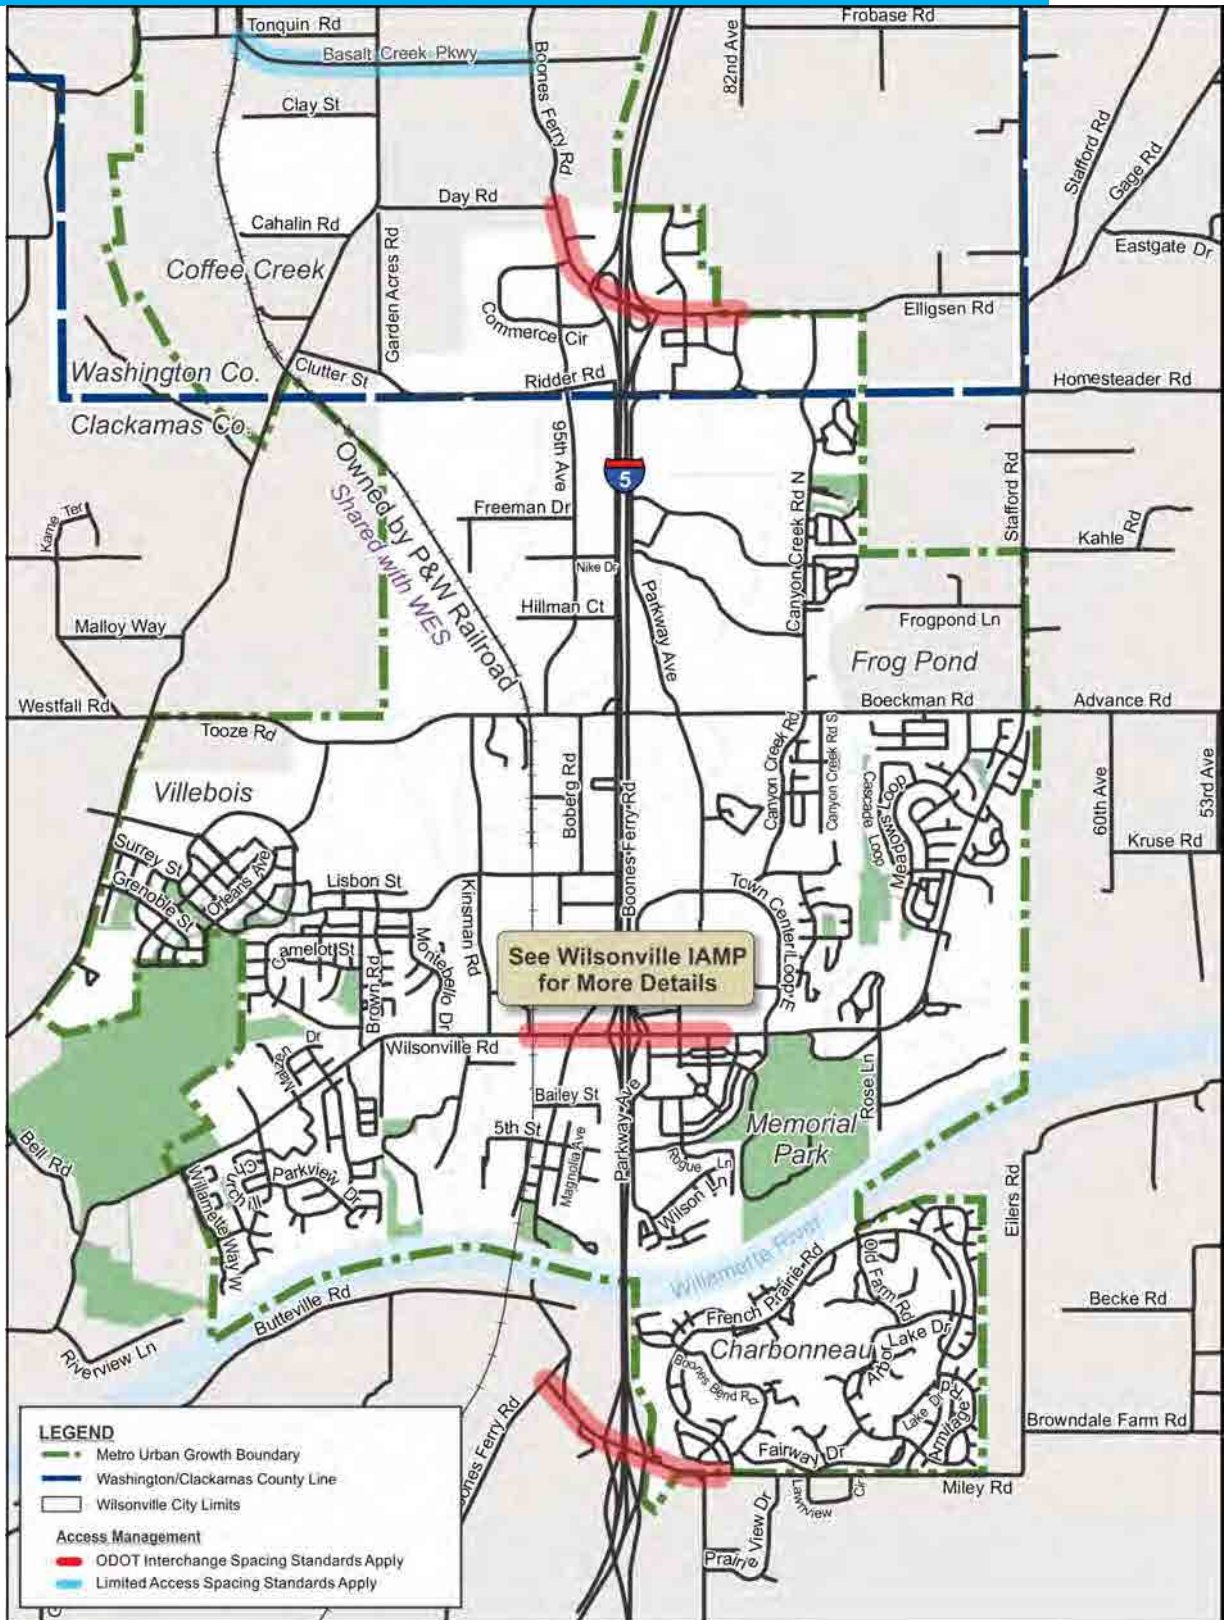 Tonquin Rd
Basalt Creek Pkwy
Boones Ferry Rd
82nd Ave
Frobase Rd
Clay St
Stafford Rd
Gage Rd
Day Rd
Cahalin Rd
Eastgate Dr
Coffee Creek
Garden Acres Rd
Elligsen Rd
Commerce Cir
Washington Co.
Clutter St
Ridder Rd
Homesteader Rd
Clackamas Co.
95th Ave
Owned by P&W Railroad
Shared with WES
5
Canyon Creek Rd N
Stafford Rd
Kame Ter
Freeman Dr
Kahle Rd
Nike Dr
Hillman Ct
Parkway Ave
Frogpond Ln
Malloy Way
Frog Pond
Westfall Rd
Boeckman Rd
Advance Rd
Tooze Rd
Canyon Creek Rd
Canyon Creek Rd S
Villebois
Boberg Rd
Boones Ferry Rd
Cascade Loop
Meadows Loop
60th Ave
53rd Ave
Kruse Rd
Surrey St
Grenoble St
Orleans Ave
Lisbon St
Kinsman Rd
Town Center Loop E
Camelot St
Brown Rd
Montebello Dr
See Wilsonville IAMP
for More Details
Wilsonville Rd
Dr
Rose Ln
Bailey St
Parkway Ave
5th St
Magnolia Ave
Memorial
Park
Bell Rd
Rogue Ln
Wilson Ln
Churchill
Parkview Dr
Willamette Way W
Eilers Rd
Willamette River
Old Farm Rd
French Prairie Rd
Butteville Rd
Becke Rd
Riverview Ln
Charbonneau
Arbor Lake Dr
Boones Bend Rd
Lake Dr
Armitage Rd
Browndale Farm Rd
ones Ferry Rd
Fairway Dr
Miley Rd
Lawnview Cir
Prairie View Dr
LEGEND
Metro Urban Growth Boundary
Washington/Clackamas County Line
Wilsonville City Limits
Access Management
ODOT Interchange Spacing Standards Apply
Limited Access Spacing Standards Apply